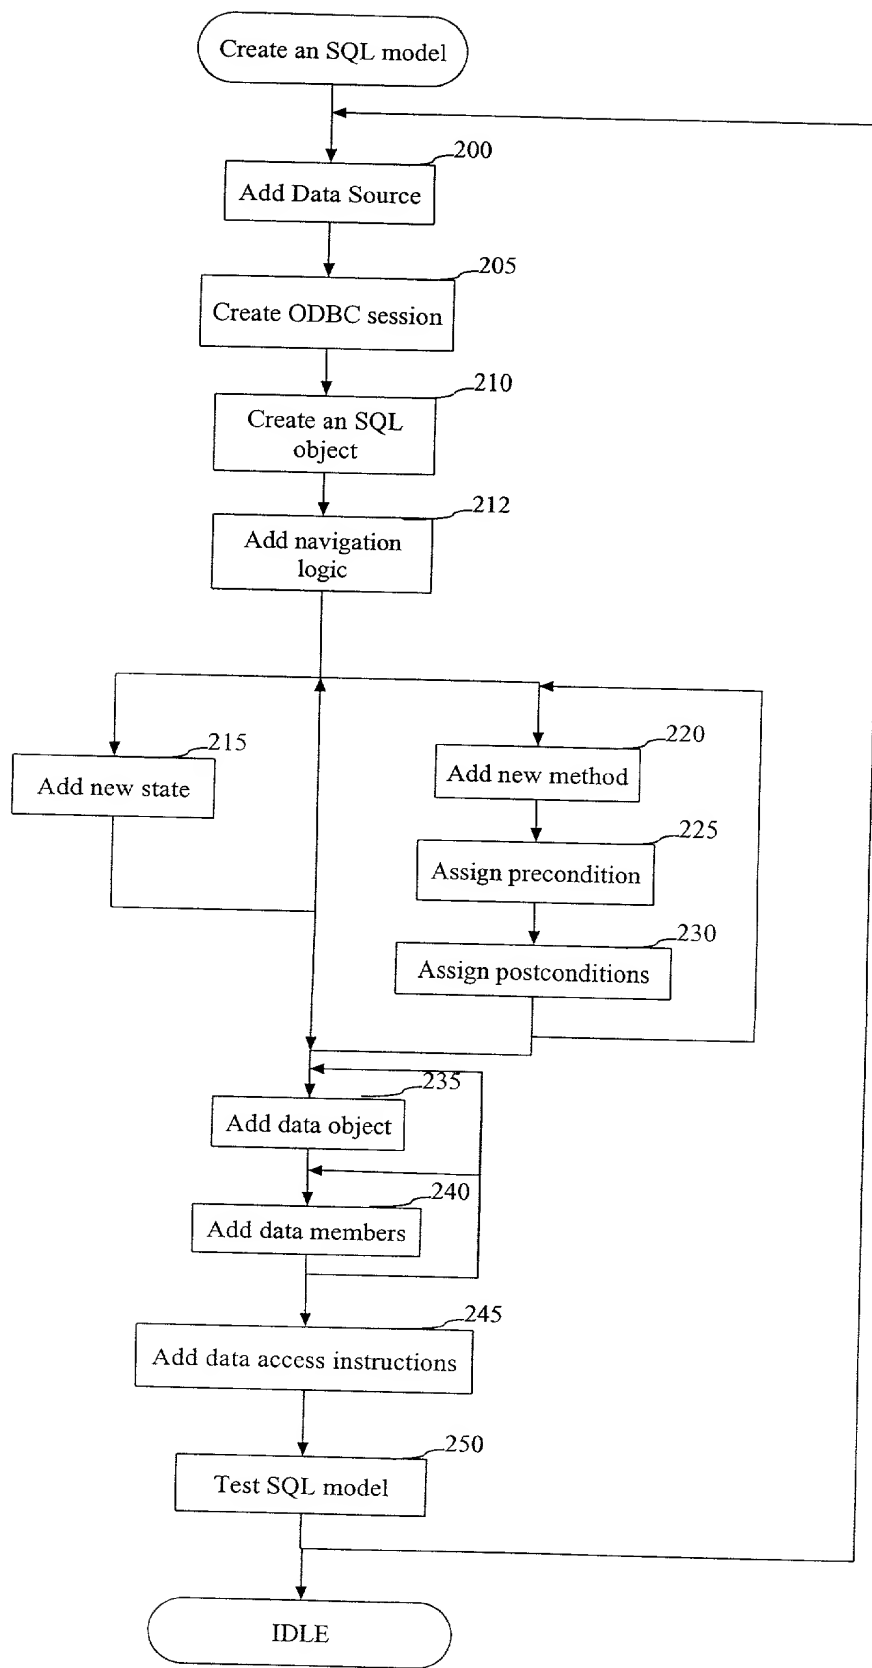 Create an SQL model
200
Add Data Source
205
Create ODBC session
210
Create an SQL
object
212
Add navigation
logic
215
Add new state
220
Add new method
225
Assign precondition
230
Assign postconditions
235
Add data object
240
Add data members
245
Add data access instructions
250
Test SQL model
IDLE